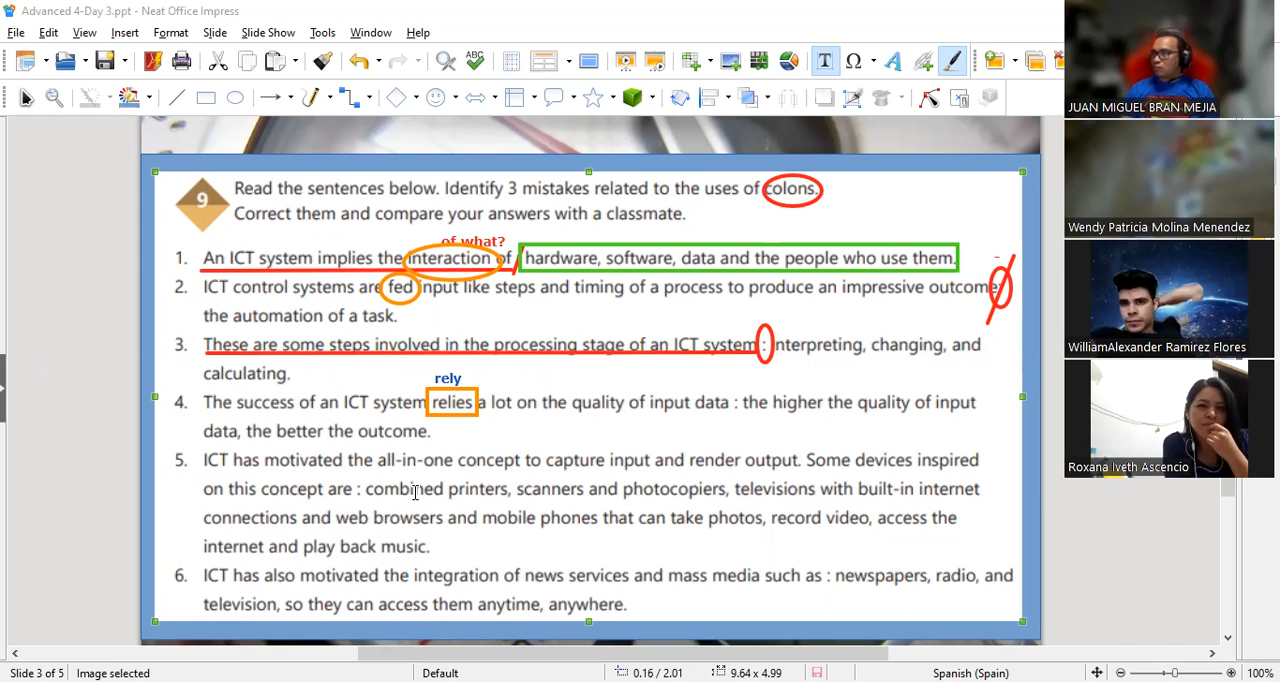 Advanced 4-Day 3.ppt - Neat Office Impress
File Edit View Insert Format Slide Slide Show Tools Window Help
ABC
JUAN MIGUEL BRAN MEJIA
9
Read the sentences below. Identify 3 mistakes related to the uses of colons.
Correct them and compare your answers with a classmate.
of what?
1. An ICT system implies the interaction of hardware, software, data and the people who use them.
2. ICT control systems are fed input like steps and timing of a process to produce an impressive outcome:
the automation of a task.
3. These are some steps involved in the processing stage of an ICT system : interpreting, changing, and
calculating.
rely
4. The success of an ICT system relies a lot on the quality of input data : the higher the quality of input
data, the better the outcome.
5. ICT has motivated the all-in-one concept to capture input and render output. Some devices inspired
on this concept are : combined printers, scanners and photocopiers, televisions with built-in internet
connections and web browsers and mobile phones that can take photos, record video, access the
internet and play back music.
6. ICT has also motivated the integration of news services and mass media such as : newspapers, radio, and
television, so they can access them anytime, anywhere.
Wendy Patricia Molina Menendez
WilliamAlexander Ramirez Flores
Roxana Iveth Ascencio
Slide 3 of 5 Image selected Default 0.16 / 2.01 9.64 x 4.99 Spanish (Spain) 100%